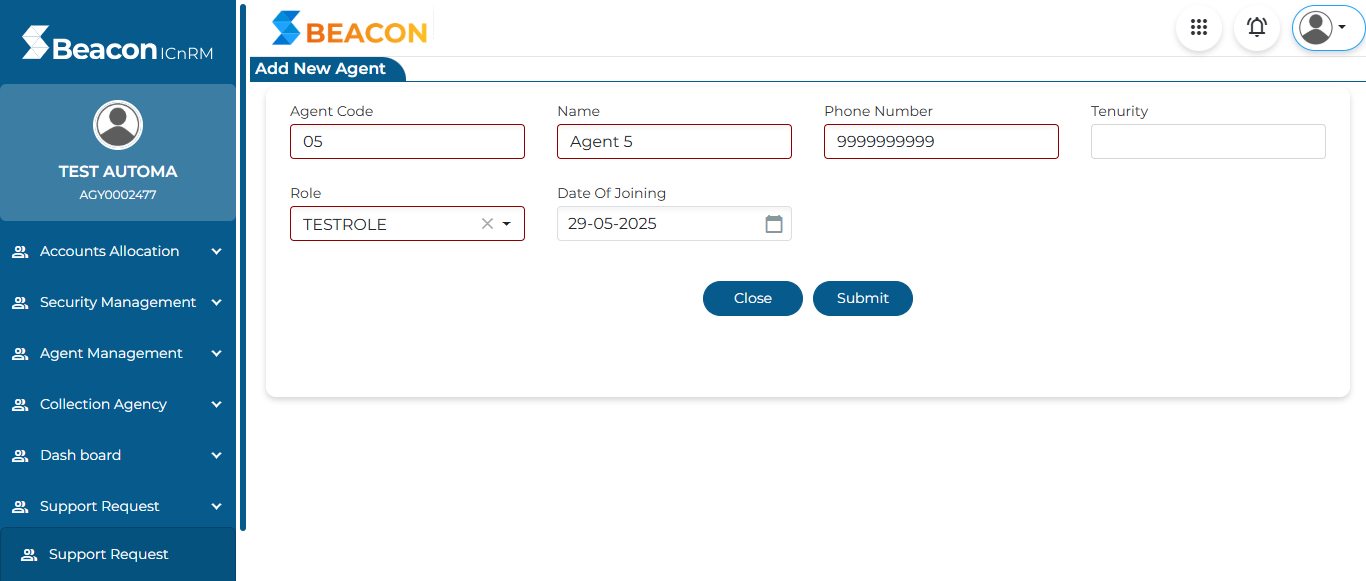 Beacon ICnRM
TEST AUTOMA
AGY0002477
Accounts Allocation
Security Management
Agent Management
Collection Agency
Dash board
Support Request
Support Request
BEACON
Add New Agent
Agent Code
Name
Phone Number
Tenurity
05
Agent 5
9999999999
Role
Date Of Joining
TESTROLE
29-05-2025
Close
Submit